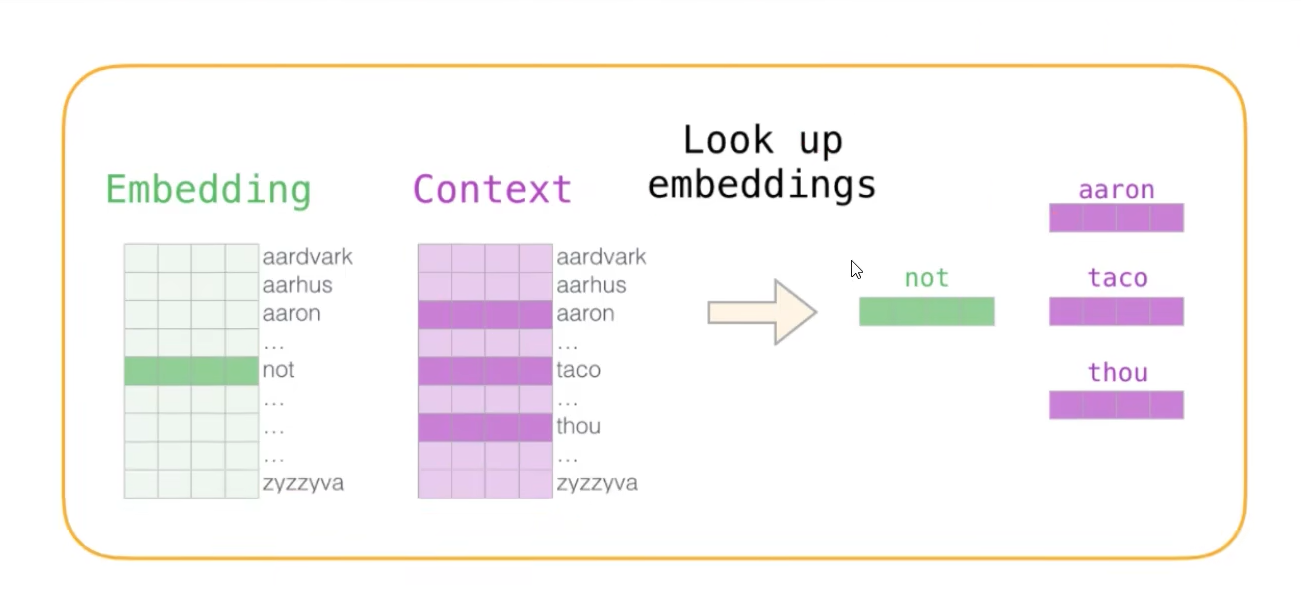 Look up
embeddings
Embedding
aardvark
aarhus
aaron
...
not
...
...
...
zyzzyva
Context
aardvark
aarhus
aaron
...
taco
...
thou
...
zyzzyva
not
aaron
taco
thou